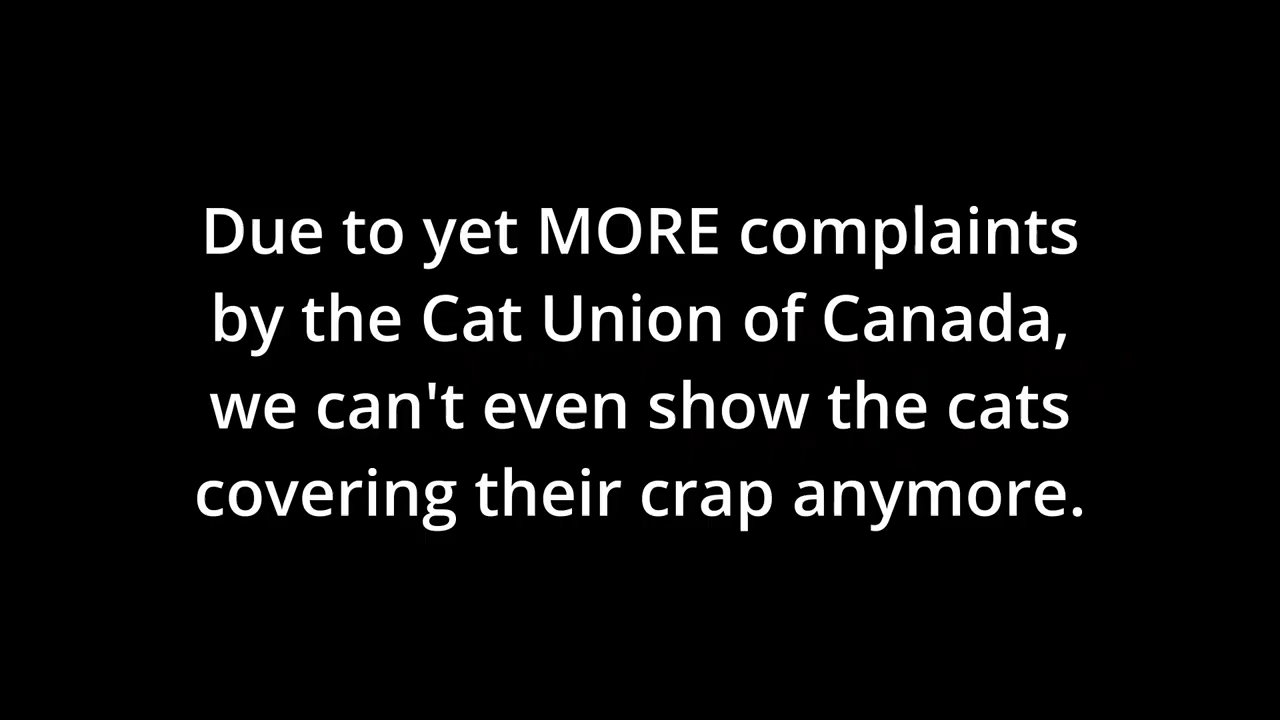 Due to yet MORE complaints
by the Cat Union of Canada,
we can't even show the cats
covering their crap anymore.